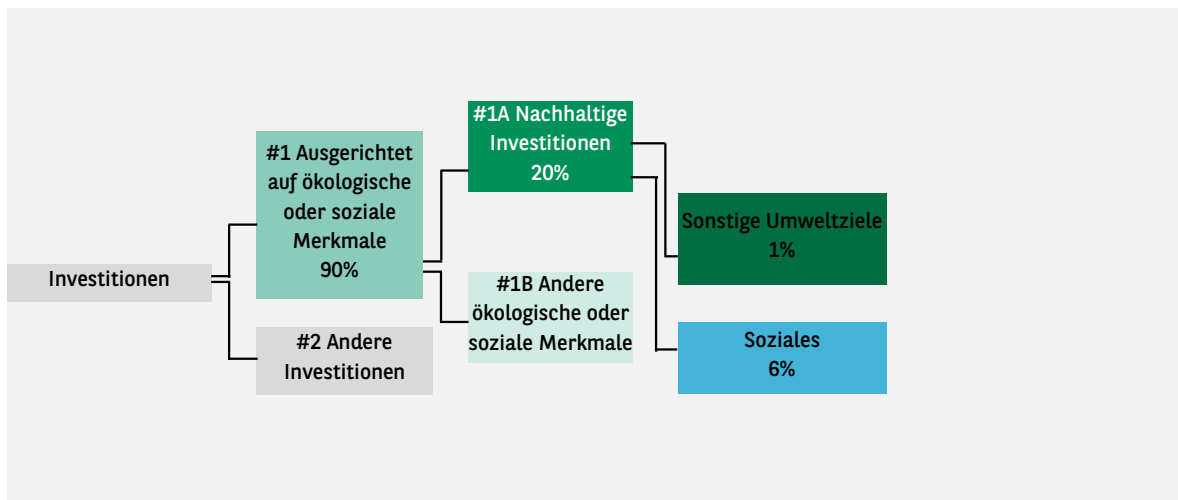 Investitionen
#1 Ausgerichtet
auf ökologische
oder soziale
Merkmale
90%
#2 Andere
Investitionen
#1A Nachhaltige
Investitionen
20%
#1B Andere
ökologische oder
soziale Merkmale
Sonstige Umweltziele
1%
Soziales
6%